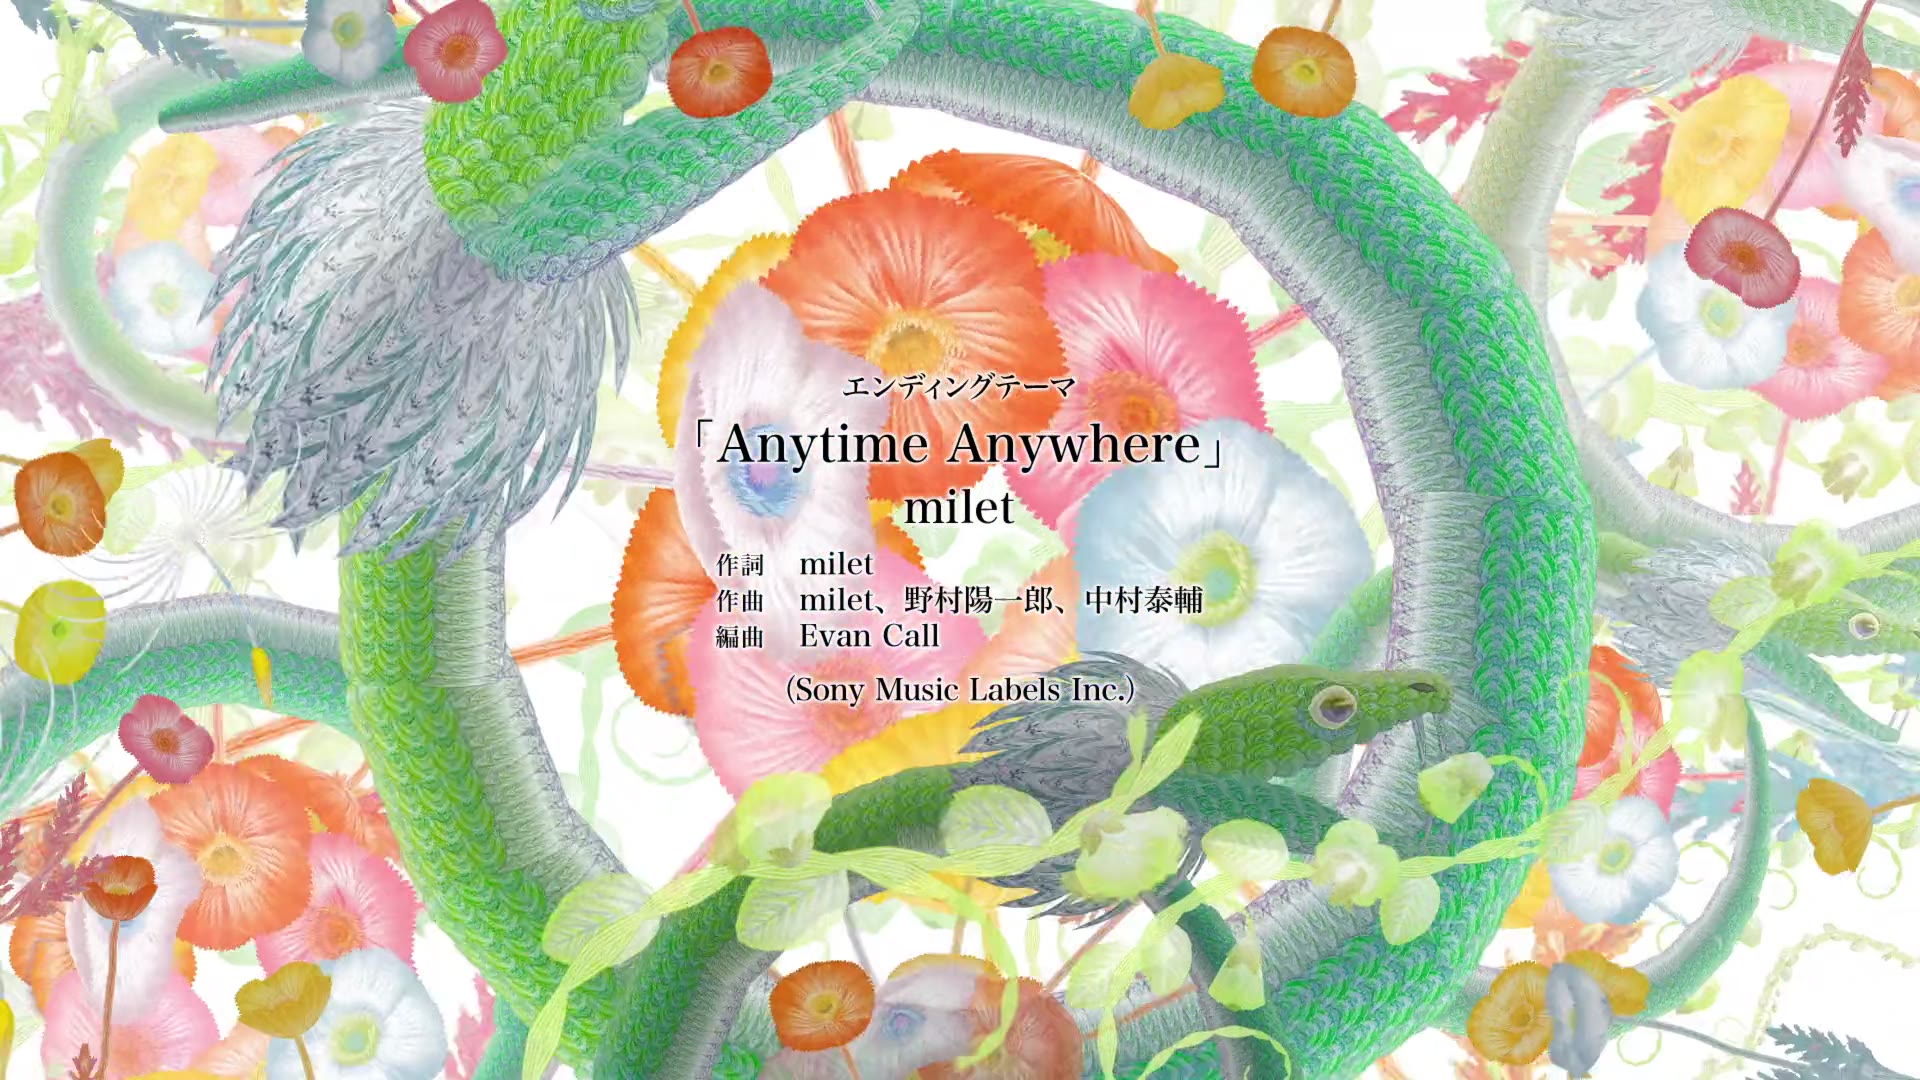 エンディングテーマ
「Anytime Anywhere」
milet
作詞 milet
作曲 milet、野村陽一郎、中村泰輔
編曲 Evan Call
(Sony Music Labels Inc.)